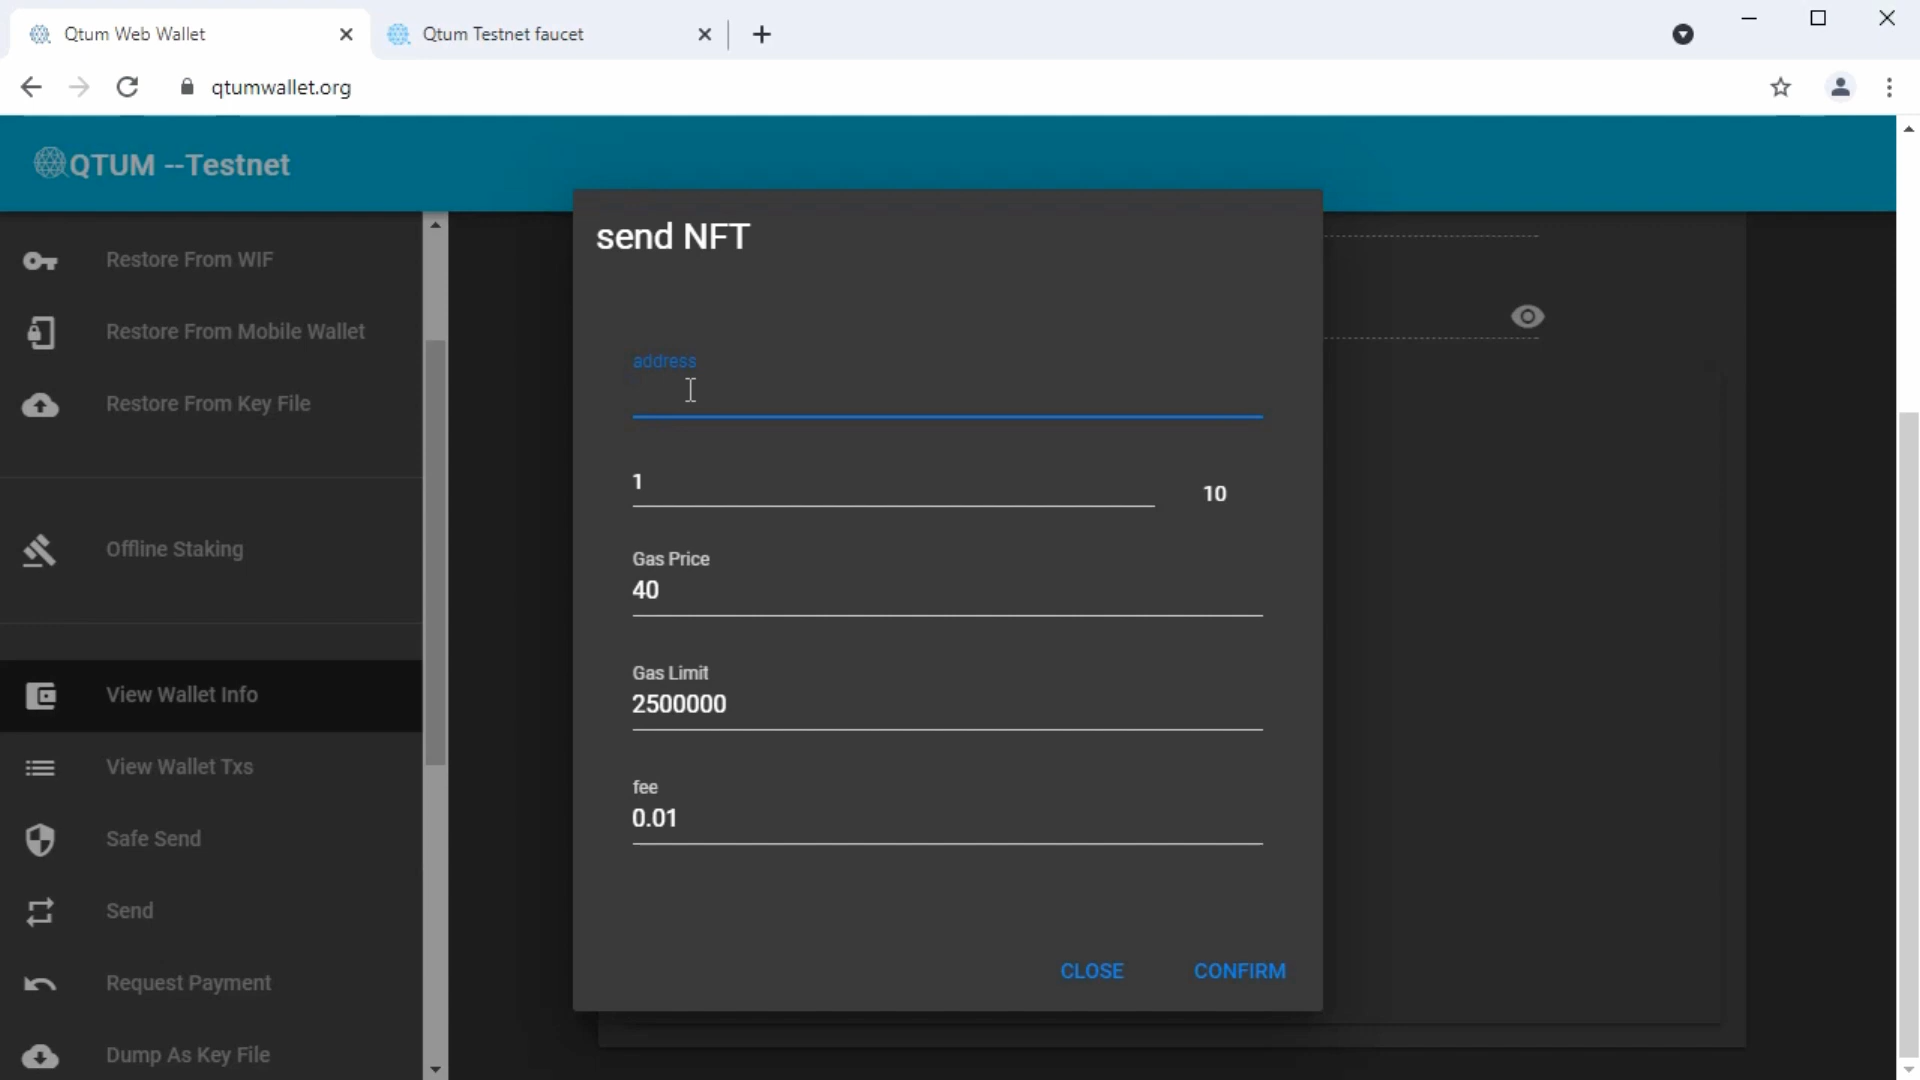 Qtum Web Wallet
Qtum Testnet faucet
qtumwallet.org
QTUM --Testnet
Restore From WIF
Restore From Mobile Wallet
Restore From Key File
Offline Staking
View Wallet Info
View Wallet Txs
Safe Send
Send
Request Payment
Dump As Key File
send NFT
address
1
10
Gas Price
40
Gas Limit
2500000
fee
0.01
CLOSE
CONFIRM